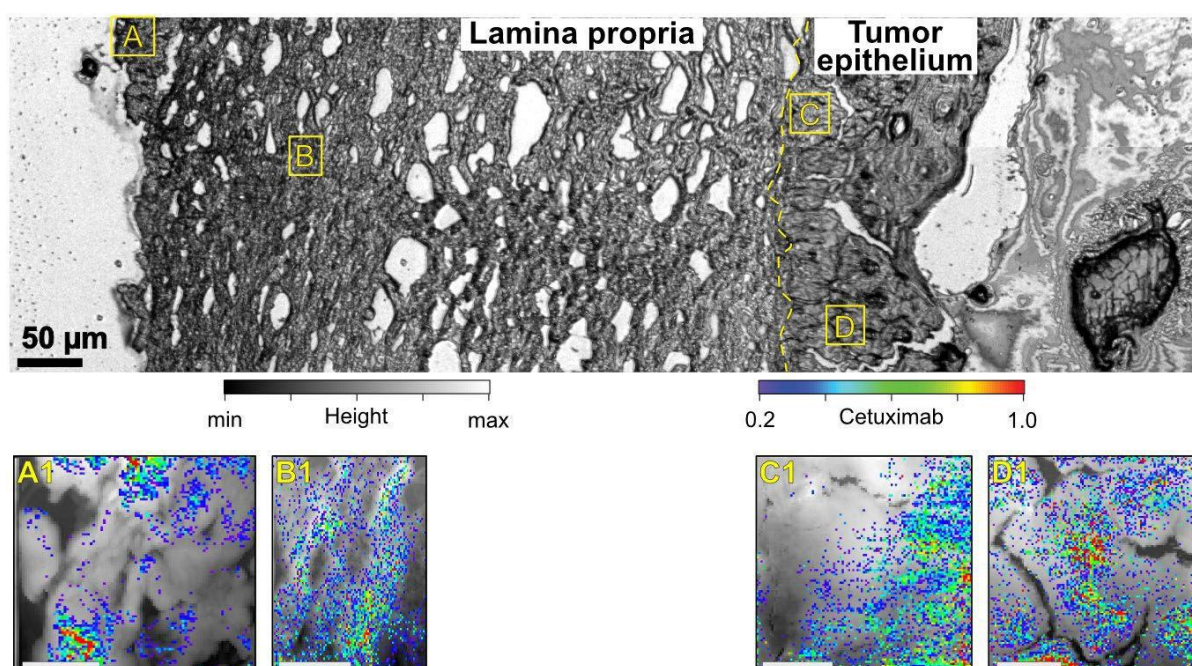 A
Lamina propria
Tumor
epithelium
B
C
D
50 µm
min
Height
max
0.2
Cetuximab
1.0
A1
B1
C1
D1